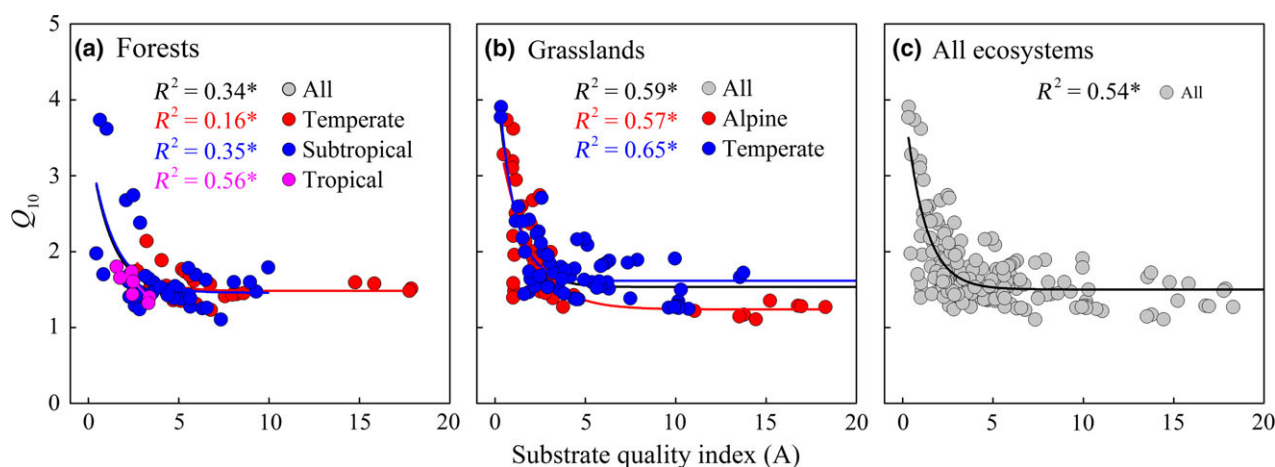 (a) Forests
R² = 0.34* All
R² = 0.16* Temperate
R² = 0.35* Subtropical
R² = 0.56* Tropical
(b) Grasslands
R² = 0.59* All
R² = 0.57* Alpine
R² = 0.65* Temperate
(c) All ecosystems
R² = 0.54* All
Q₁₀
5
4
3
2
1
0
0 5 10 15 20
0 5 10 15 20
0 5 10 15 20
Substrate quality index (A)